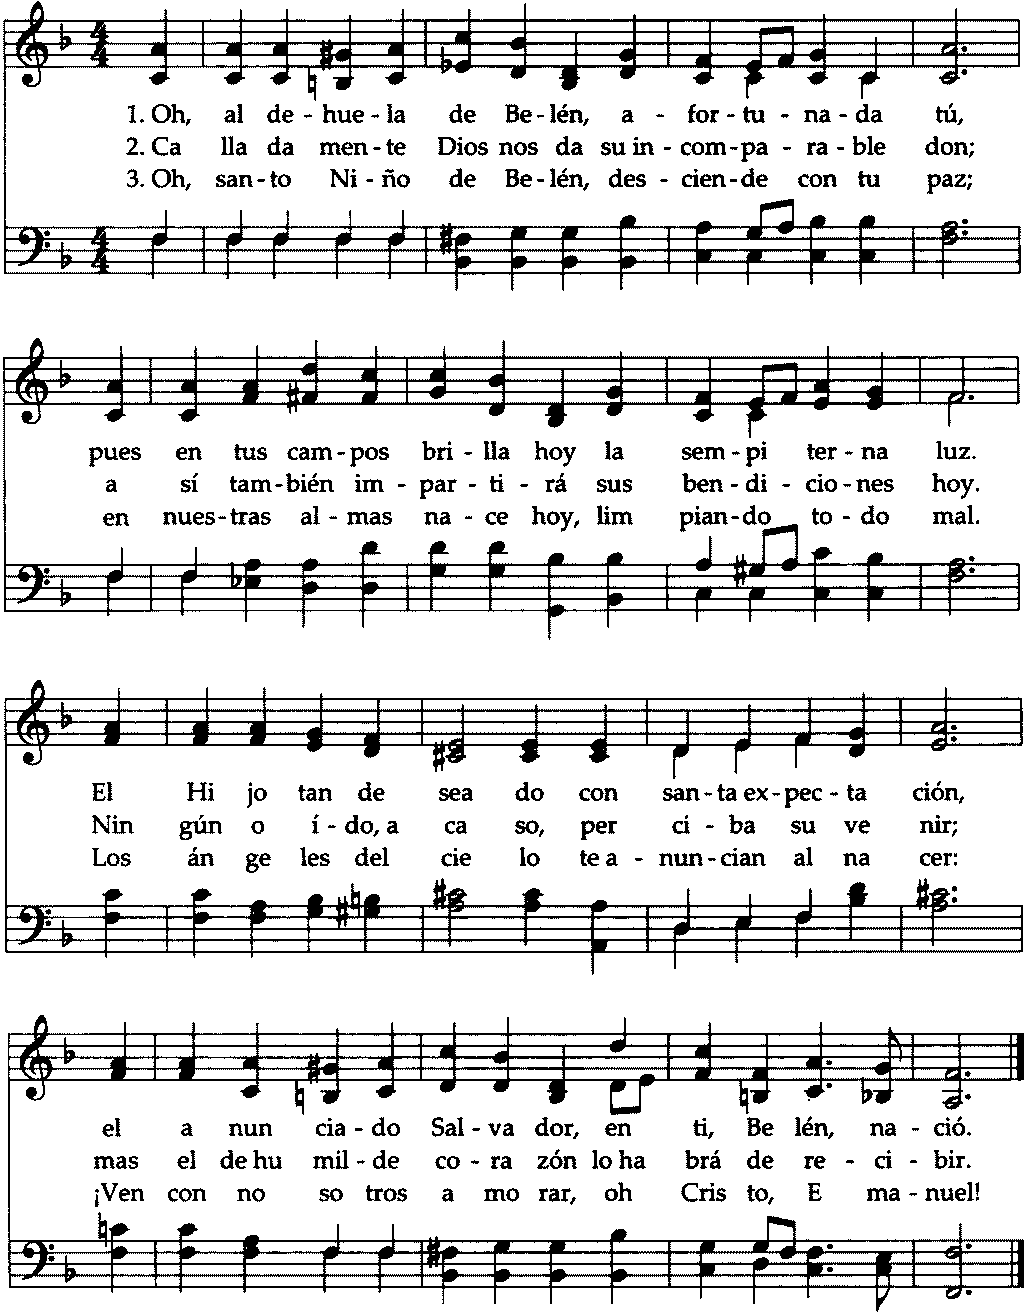 1. Oh, al de-hue-la de Be-lén, a-for-tu-na-da tú,
2. Ca lla da men-te Dios nos da su in-com-pa-ra-ble don;
3. Oh, san-to Ni-ño de Be-lén, des-cien-de con tu paz;
pues en tus cam-pos bri-lla hoy la sem-pi ter-na luz.
a sí tam-bién im-par-ti-rá sus ben-di-cio-nes hoy.
en nues-tras al-mas na-ce hoy, lim pian-do to-do mal.
El Hi jo tan de sea do con san-ta ex-pec-ta ción,
Nin gún o í-do, a ca so, per ci-ba su ve nir;
Los án ge les del cie lo te a-nun-cian al na cer:
el a nun cia-do Sal-va dor, en ti, Be lén, na-ció.
mas el de hu mil-de co-ra zón lo ha brá de re-ci-bir.
¡Ven con no so tros a mo rar, oh Cris to, E ma-nuel!